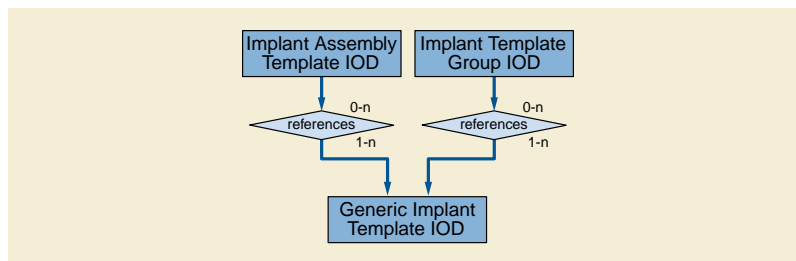 Implant Assembly
Template IOD
Implant Template
Group IOD
0-n
references
1-n
0-n
references
1-n
Generic Implant
Template IOD